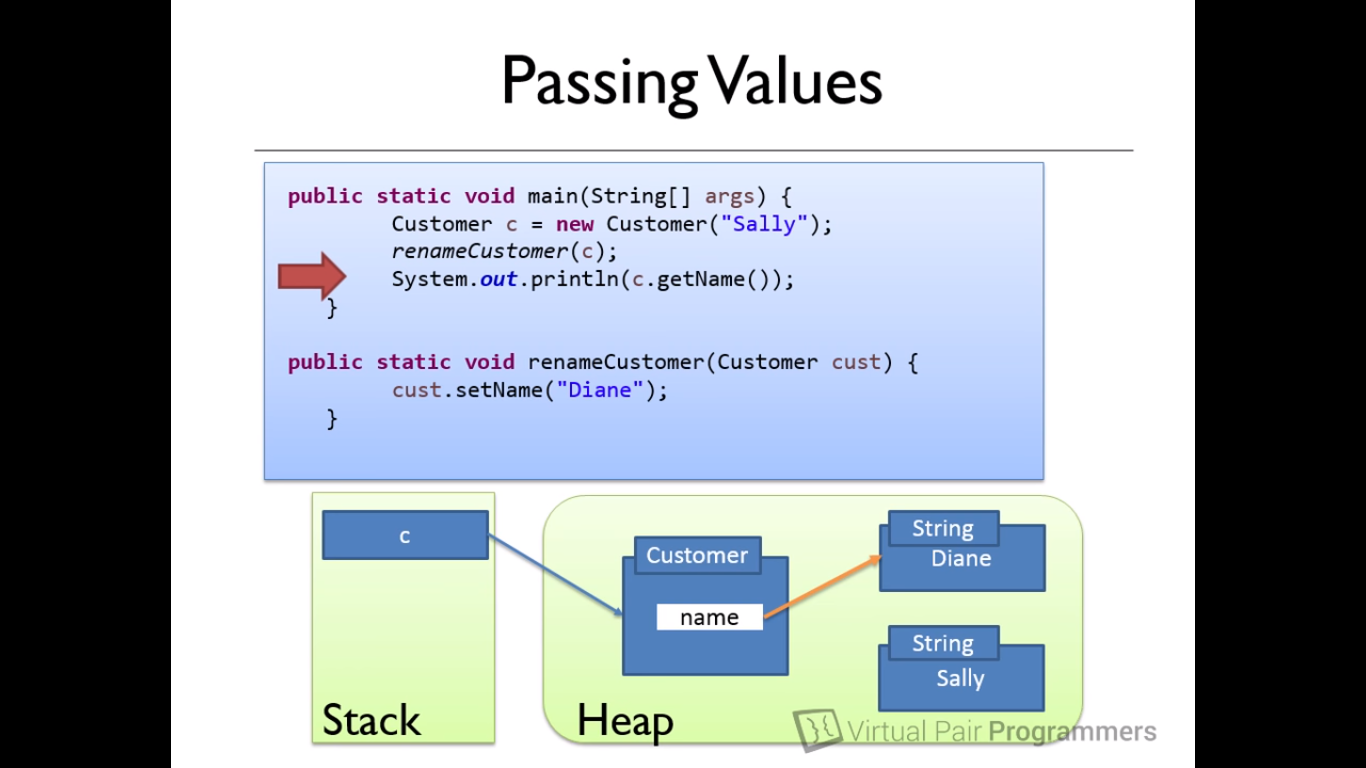 Passing Values
public static void main(String[] args) {
Customer c = new Customer("Sally");
renameCustomer(c);
System.out.println(c.getName());
}
public static void renameCustomer(Customer cust) {
cust.setName("Diane");
}
c
Stack
Customer
name
String
Diane
String
Sally
Heap
Virtual Pair Programmers